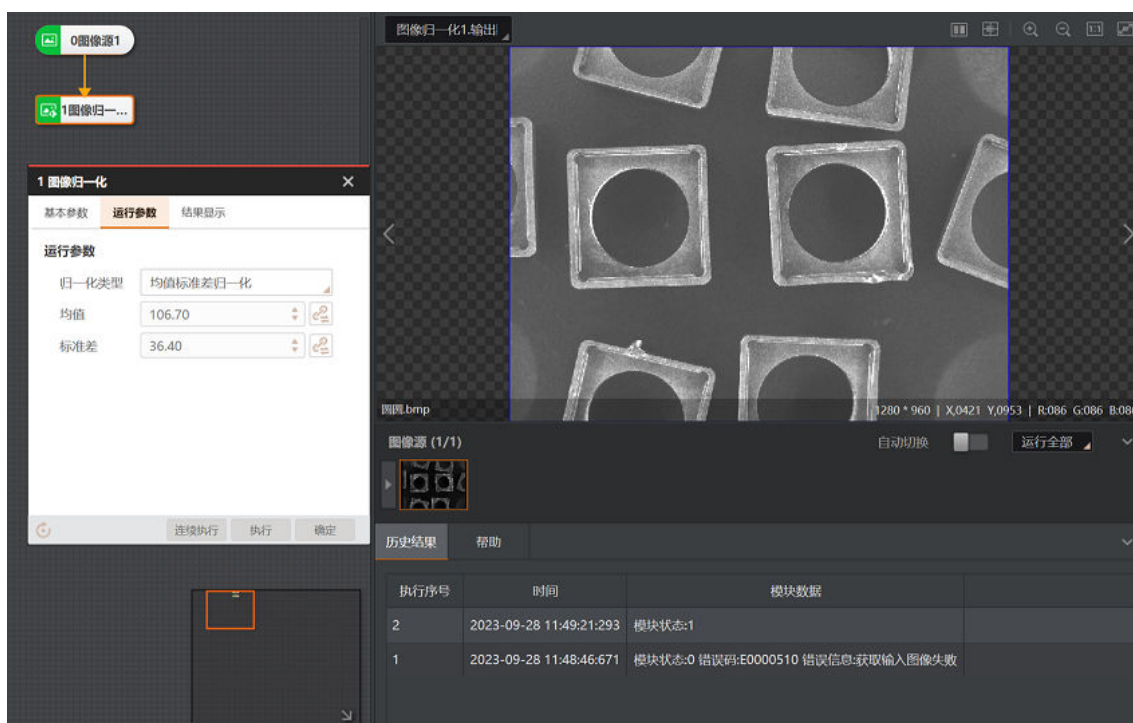 0图像源1
1图像归一...
1 图像归一化
基本参数 运行参数 结果显示
运行参数
归一化类型 均值标准差归一化
均值 106.70
标准差 36.40
连续执行 执行 确定
图像归一化1.输出
1:1
圆圆.bmp
1280 * 960 | X,0421 Y,0953 | R:086 G:086 B:086
图像源 (1/1)
自动切换 运行全部
历史结果 帮助
执行序号 时间 模块数据
2 2023-09-28 11:49:21:293 模块状态:1
1 2023-09-28 11:48:46:671 模块状态:0 错误码:E0000510 错误信息:获取输入图像失败